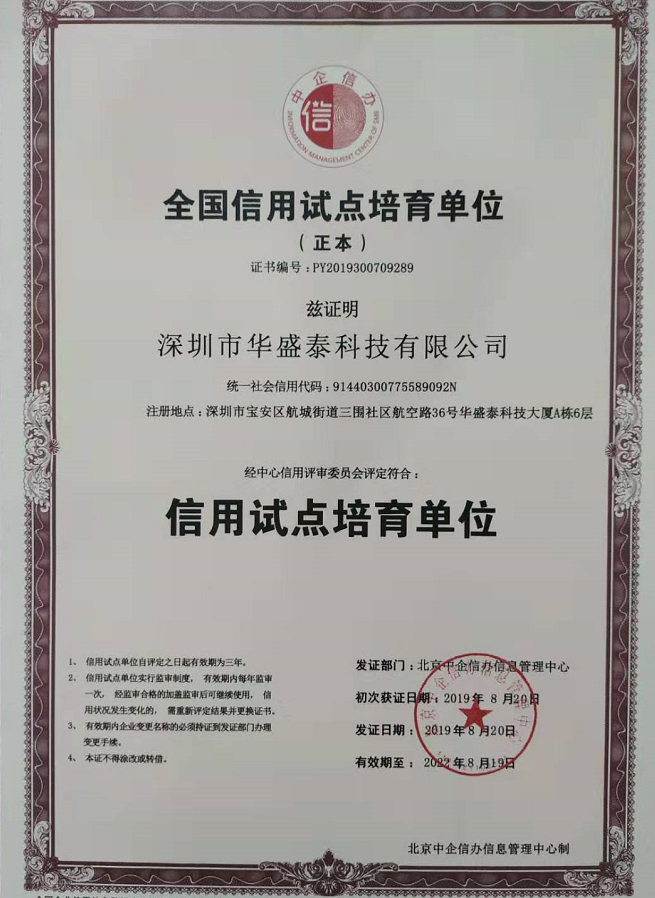 中企信办
信
INFORMATION MANAGEMENT CENTER OF SME
全国信用试点培育单位
（正本）
证书编号：PY2019300709289
兹证明
深圳市华盛泰科技有限公司
统一社会信用代码：91440300775589092N
注册地点：深圳市宝安区航城街道三围社区航空路36号华盛泰科技大厦A栋6层
经中心信用评审委员会评定符合：
信用试点培育单位
1、 信用试点单位自评定之日起有效期为三年。
2、 信用试点单位实行监审制度， 有效期内每年监审
一次， 经监审合格的加盖监审后可继续使用， 信
用状况发生变化的， 需重新评定结果并更换证书。
3、 有效期内企业变更名称的必须持证到发证部门办理
变更手续。
4、 本证不得涂改或转借。
发证部门：北京中企信办信息管理中心
初次获证日期：2019年 8月20日
发证日期： 2019年8月20日
有效期至： 2022年8月19日
北京中企信办信息管理中心制